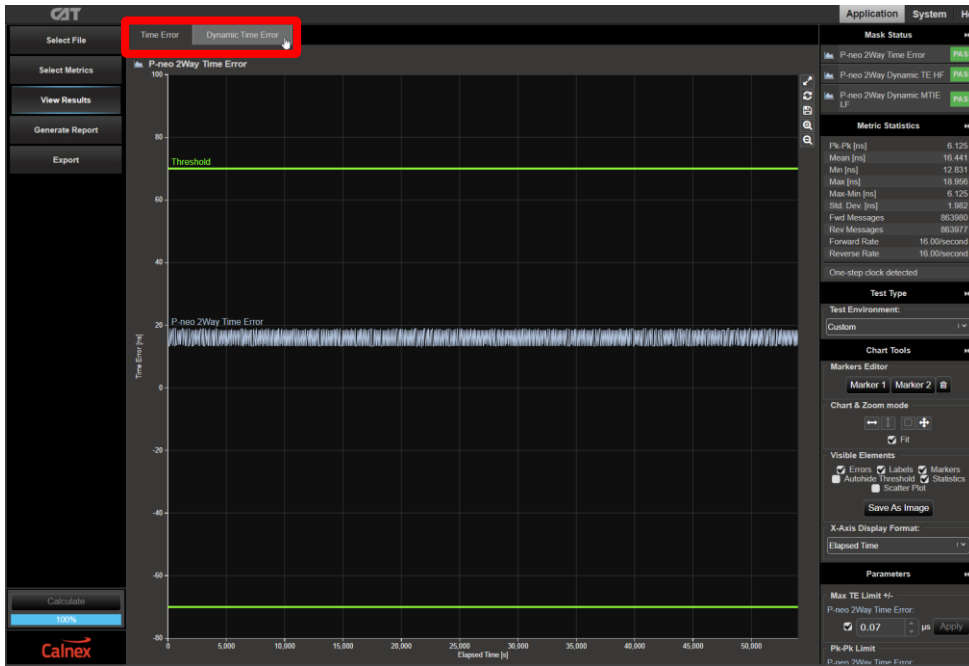 CAT
Application System
Select File
Select Metrics
View Results
Generate Report
Export
Calculate
100%
Calnex
Time Error Dynamic Time Error
P-neo 2Way Time Error
100
80
60
40
20
0
-20
-40
-60
-80
Time Error [ns]
Threshold
P-neo 2Way Time Error
0 5,000 10,000 15,000 20,000 25,000 30,000 35,000 40,000 45,000 50,000
Elapsed Time [s]
Mask Status
P-neo 2Way Time Error PAS
P-neo 2Way Dynamic TE HF PAS
P-neo 2Way Dynamic MTIE PAS
LF
Metric Statistics
Pk-Pk [ns] 6.125
Mean [ns] 16.441
Min [ns] 12.831
Max [ns] 18.956
Max-Min [ns] 6.125
Std. Dev. [ns] 1.982
Fwd Messages 863980
Rev Messages 863977
Forward Rate 16.00/second
Reverse Rate 16.00/second
One-step clock detected
Test Type
Test Environment:
Custom
Chart Tools
Markers Editor
Marker 1 Marker 2
Chart & Zoom mode
Fit
Visible Elements
Errors Labels Markers
Autohide Threshold Statistics
Scatter Plot
Save As Image
X-Axis Display Format:
Elapsed Time
Parameters
Max TE Limit +/-
P-neo 2Way Time Error:
0.07 µs Apply
Pk-Pk Limit
P-neo 2Way Time Error: